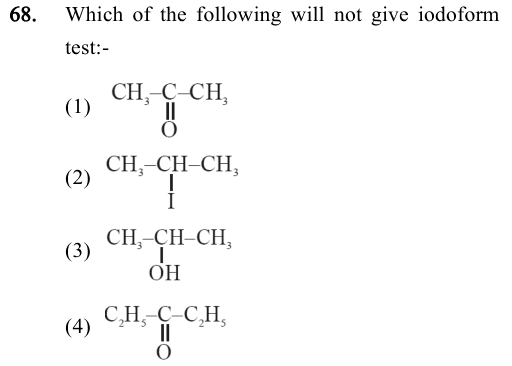 68. Which of the following will not give iodoform
test:-
(1) CH₃–C–CH₃
O
(2) CH₃–CH–CH₃
I
(3) CH₃–CH–CH₃
OH
(4) C₂H₅–C–C₂H₅
O